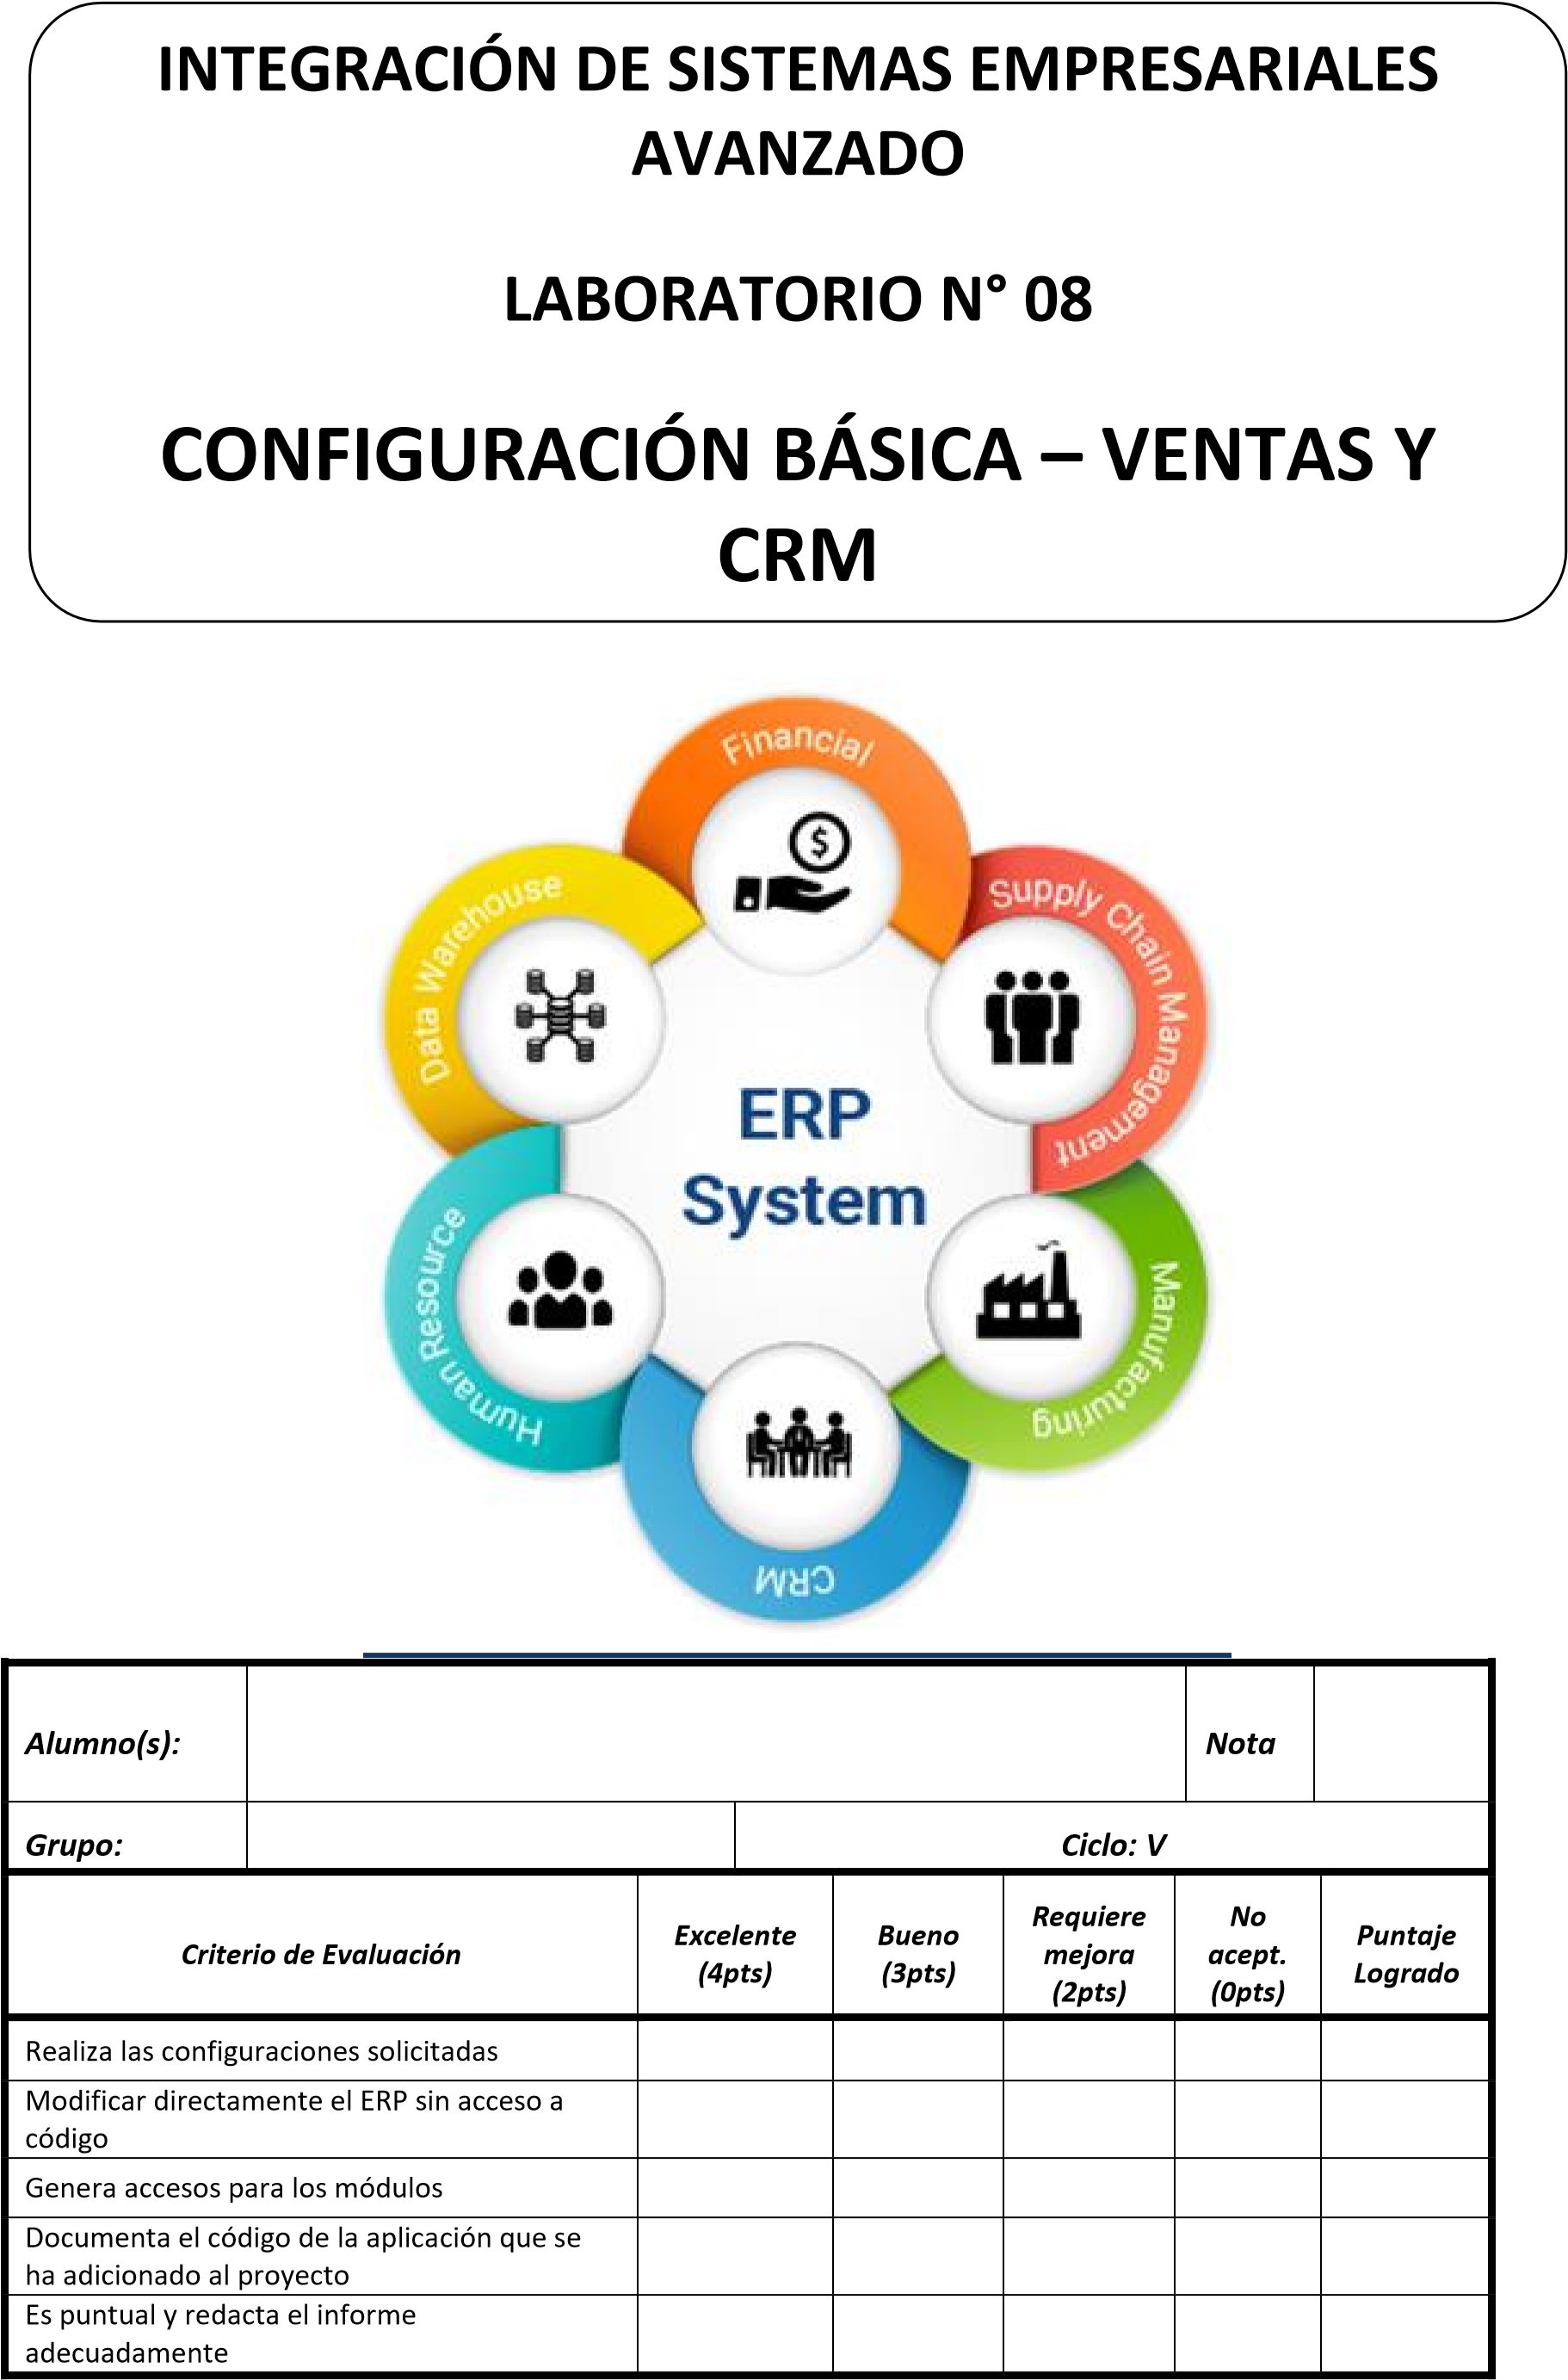 INTEGRACIÓN DE SISTEMAS EMPRESARIALES
AVANZADO
LABORATORIO N° 08
CONFIGURACIÓN BÁSICA – VENTAS Y
CRM
Financial
Supply Chain Management
Data Warehouse
ERP
System
Human Resource
Manufacturing
CRM
Alumno(s):
Nota
Grupo:
Ciclo: V
Criterio de Evaluación
Excelente
(4pts)
Bueno
(3pts)
Requiere
mejora
(2pts)
No
acept.
(0pts)
Puntaje
Logrado
Realiza las configuraciones solicitadas
Modificar directamente el ERP sin acceso a
código
Genera accesos para los módulos
Documenta el código de la aplicación que se
ha adicionado al proyecto
Es puntual y redacta el informe
adecuadamente